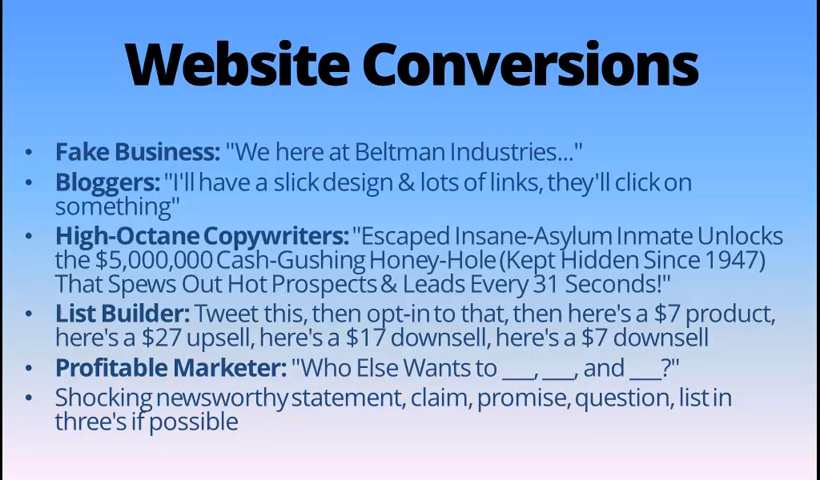 Website Conversions
• Fake Business: "We here at Beltman Industries..."
• Bloggers: "I'll have a slick design & lots of links, they'll click on
something"
• High-Octane Copywriters: "Escaped Insane-Asylum Inmate Unlocks
the $5,000,000 Cash-Gushing Honey-Hole (Kept Hidden Since 1947)
That Spews Out Hot Prospects & Leads Every 31 Seconds!"
• List Builder: Tweet this, then opt-in to that, then here's a $7 product,
here's a $27 upsell, here's a $17 downsell, here's a $7 downsell
• Profitable Marketer: "Who Else Wants to ___, ___, and ___?"
• Shocking newsworthy statement, claim, promise, question, list in
three's if possible